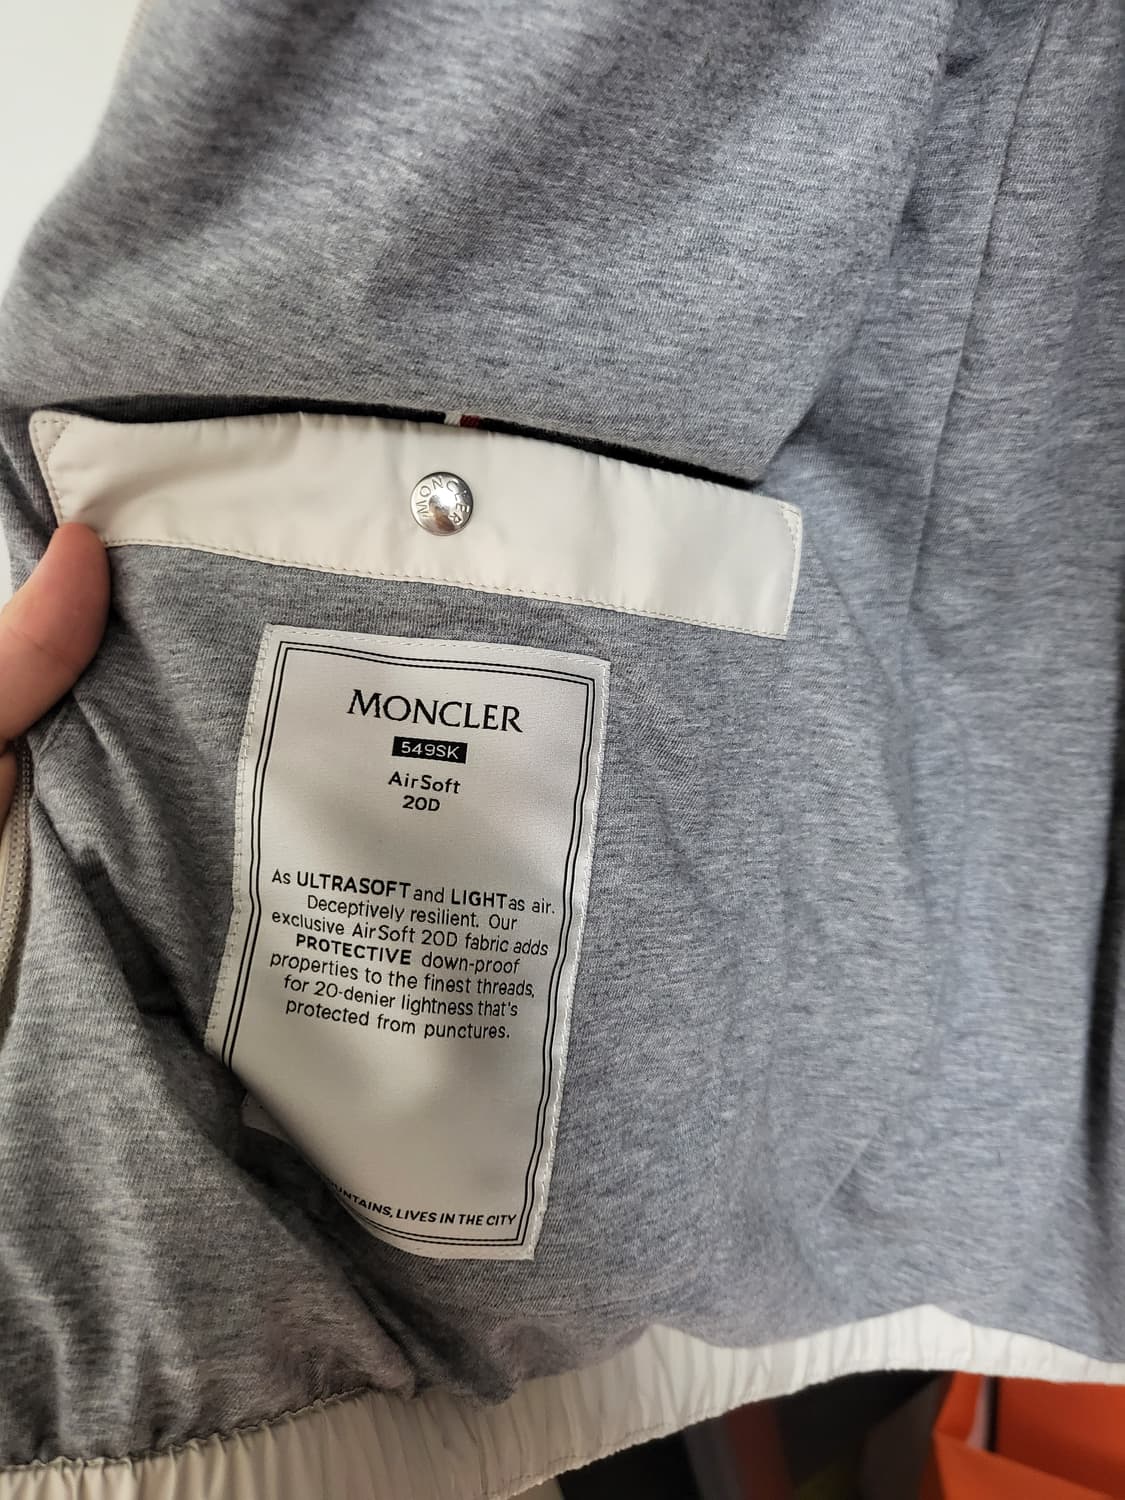 MONCLER
MONCLER
549SK
AirSoft
20D
As ULTRASOFT and LIGHT as air.
Deceptively resilient. Our
exclusive AirSoft 20D fabric adds
PROTECTIVE down-proof
properties to the finest threads,
for 20-denier lightness that's
protected from punctures.
LIVES IN THE CITY